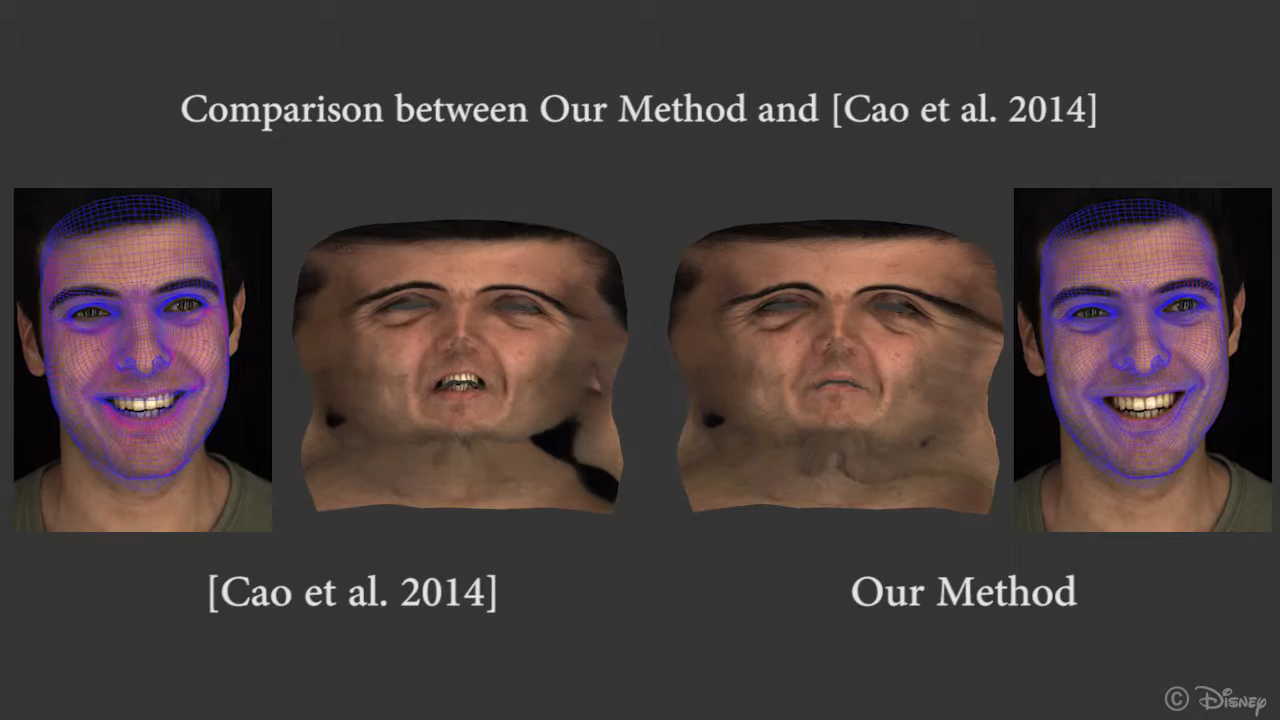 Comparison between Our Method and [Cao et al. 2014]
[Cao et al. 2014]
Our Method
© Disney